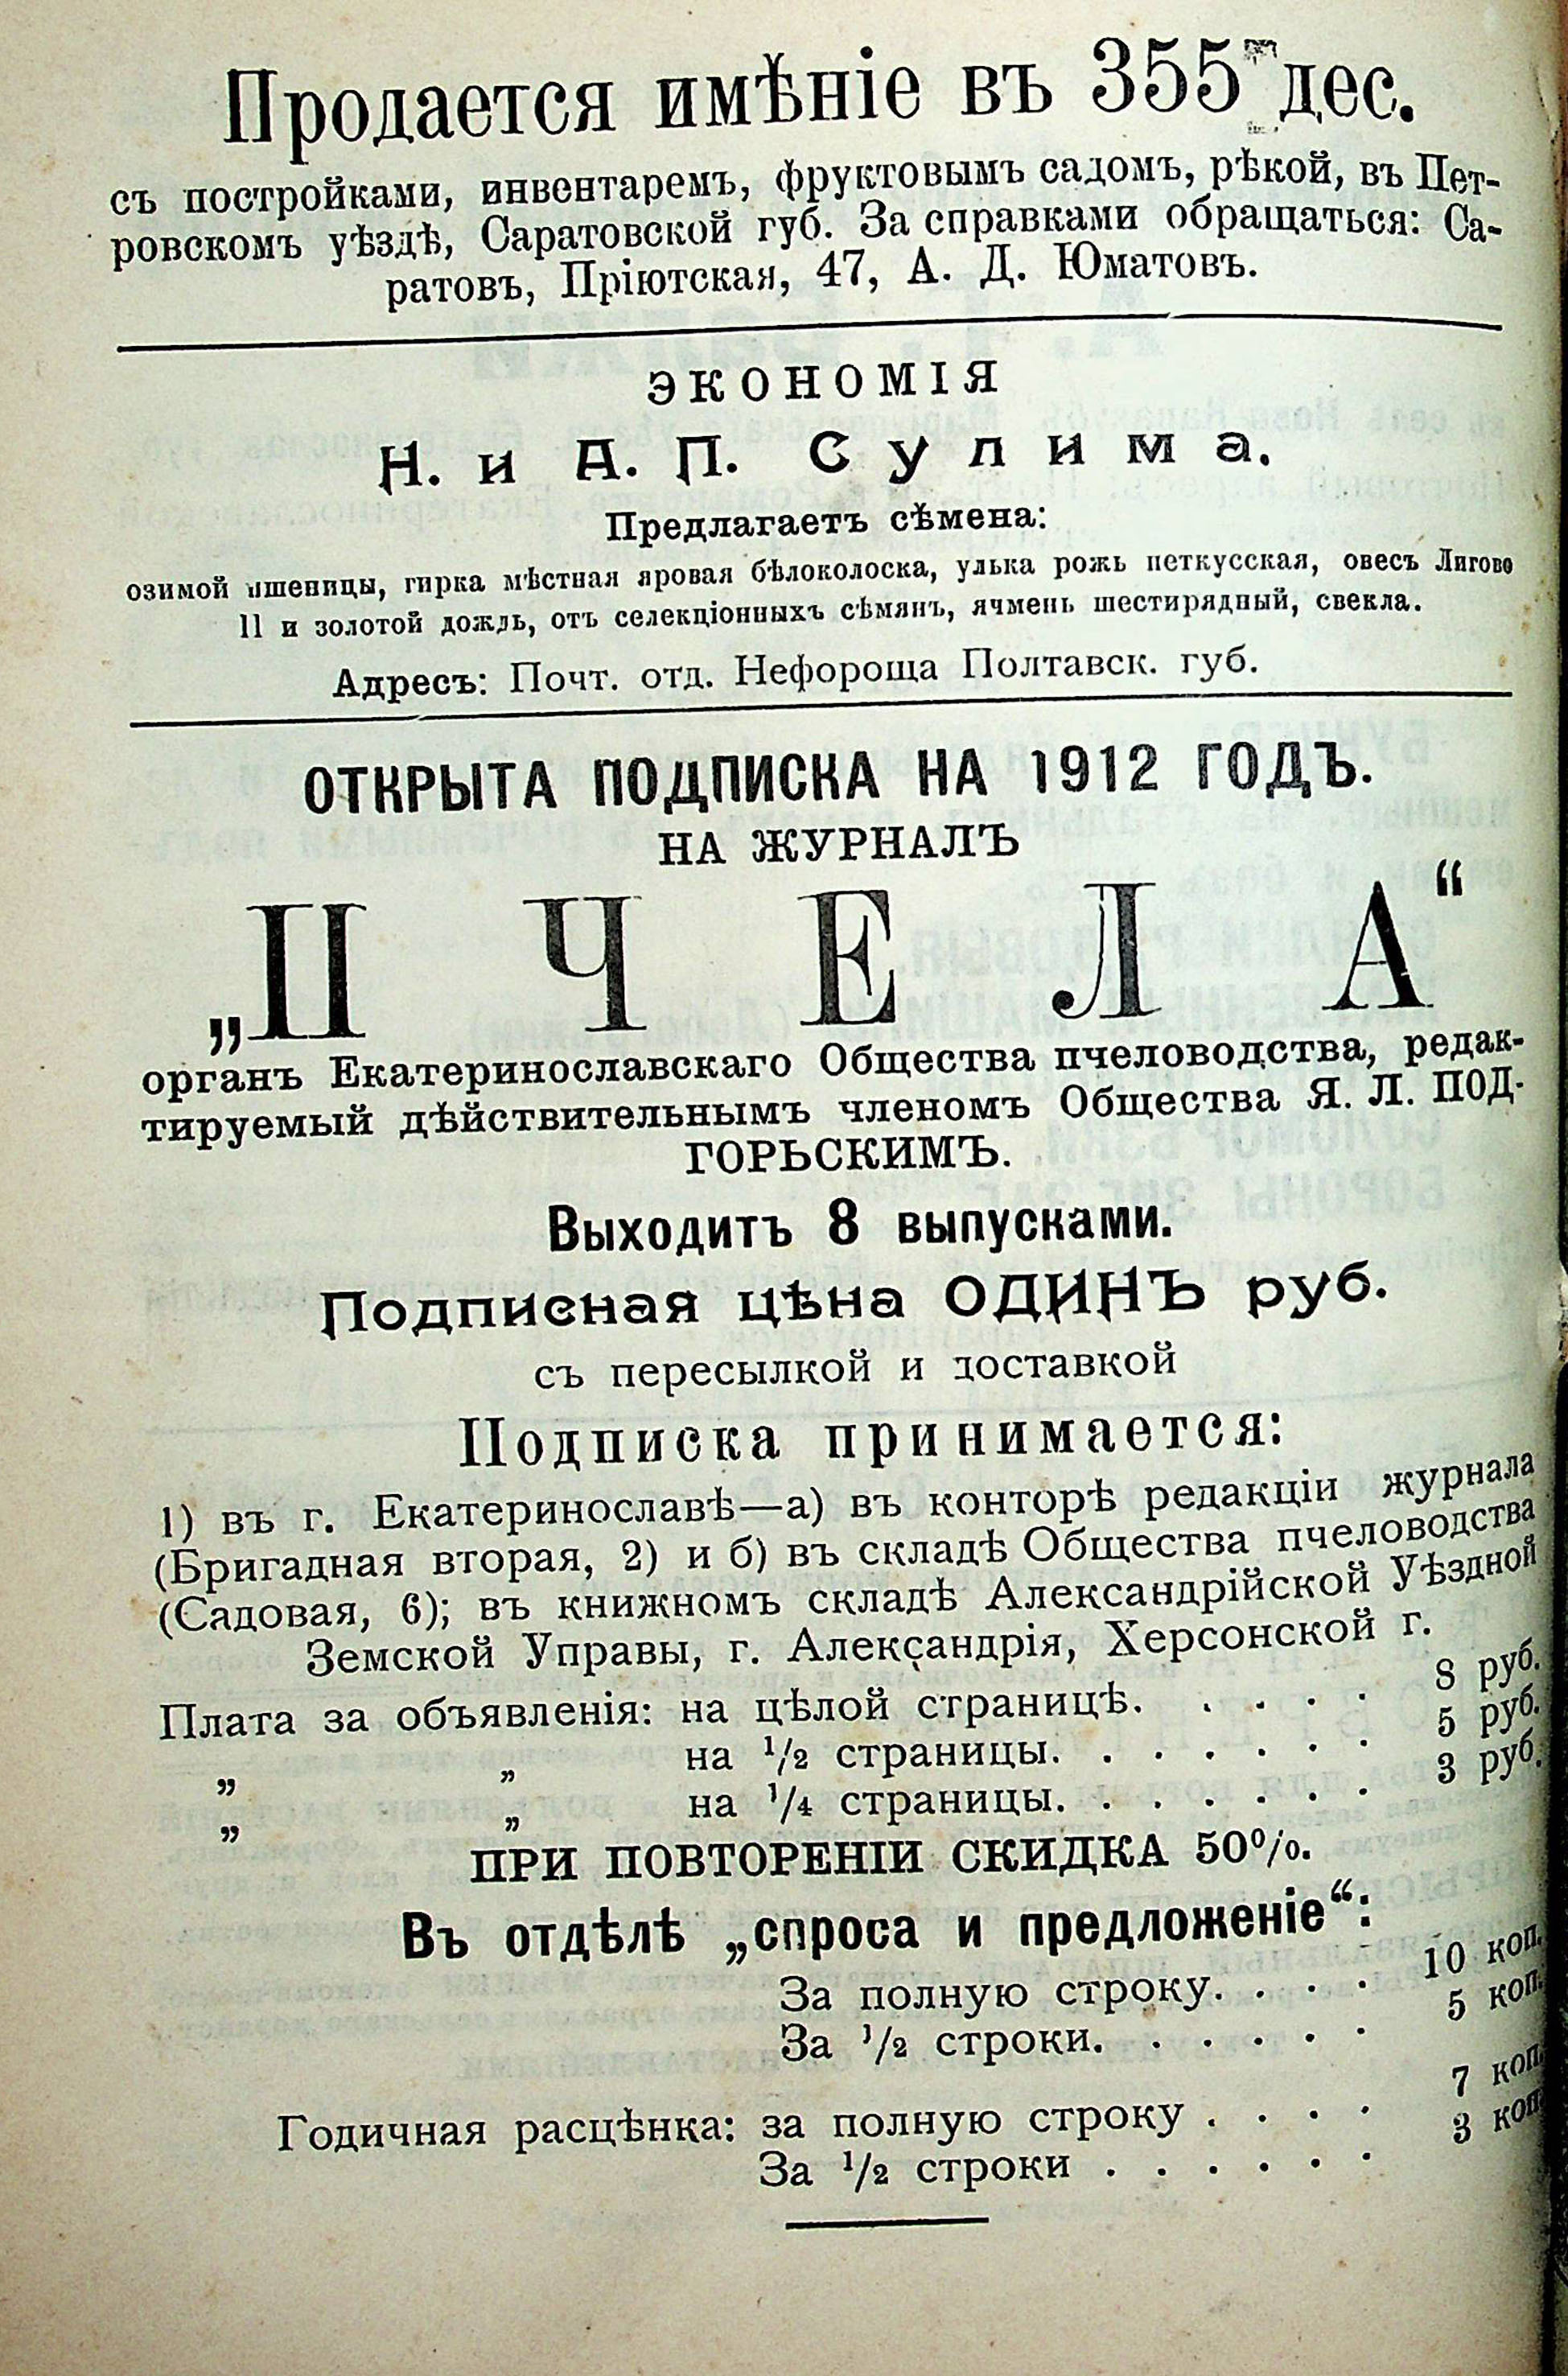 Продается имѣніе въ 355 дес.
съ постройками, инвентаремъ, фруктовымъ садомъ, рѣкой, въ Пет-
ровскомъ уѣздѣ, Саратовской губ. За справками обращаться: Са-
ратовъ, Пріютская, 47, А. Д. Юматовъ.
ЭКОНОМІЯ
Н. и А. П. Сулима.
Предлагаетъ сѣмена:
озимой пшеницы, гирка мѣстная яровая бѣлоколоска, улька рожь петкусская, овесъ Лигово
11 и золотой дождь, отъ селекціонныхъ сѣмянъ, ячмень шестирядный, свекла.
Адресъ: Почт. отд. Нефороща Полтавск. губ.
ОТКРЫТА ПОДПИСКА НА 1912 ГОДЪ.
НА ЖУРНАЛЪ
„ПЧЕЛА“
органъ Екатеринославскаго Общества пчеловодства, редак-
тируемый дѣйствительнымъ членомъ Общества Я. Л. ПОД-
ГОРЬСКИМЪ.
Выходитъ 8 выпусками.
Подписная цѣна ОДИНЪ руб.
съ пересылкой и доставкой
Подписка принимается:
1) въ г. Екатеринославѣ—а) въ конторѣ редакціи журнала
(Бригадная вторая, 2) и б) въ складѣ Общества пчеловодства
(Садовая, 6); въ книжномъ складѣ Александрійской Уѣздной
Земской Управы, г. Александрія, Херсонской г.
Плата за объявленія: на цѣлой страницѣ. . . . . 8 руб.
„ „ на 1/2 страницы. . . . . . . 5 руб.
„ „ на 1/4 страницы. . . . . . . 3 руб.
ПРИ ПОВТОРЕНІИ СКИДКА 50%.
Въ отдѣлѣ „спроса и предложеніе“:
За полную строку. . . . 10 коп.
За 1/2 строки. . . . . . 5 коп.
Годичная расцѣнка: за полную строку . . . . 7 коп.
За 1/2 строки . . . . . . 3 коп.